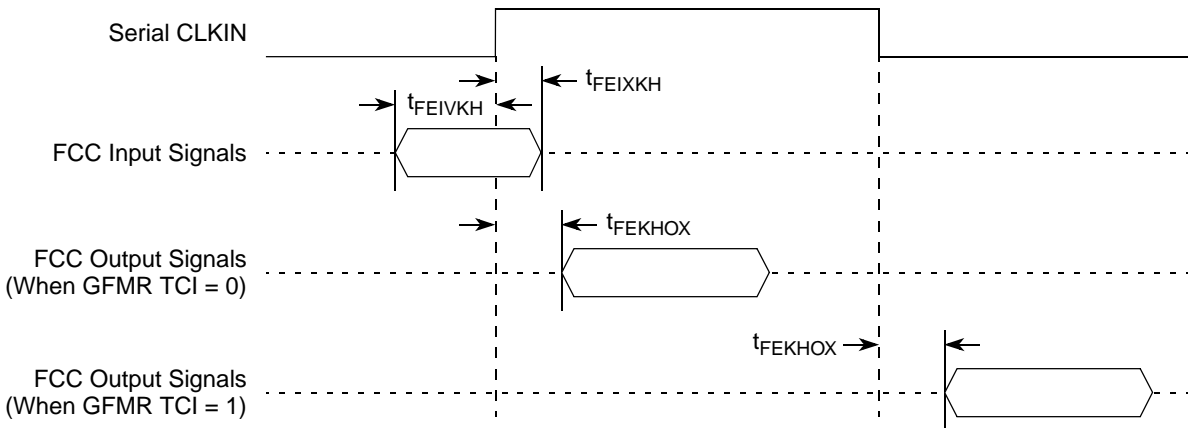 Serial CLKIN
tFEIXKH
tFEIVKH
FCC Input Signals
tFEKHOX
FCC Output Signals
(When GFMR TCI = 0)
tFEKHOX
FCC Output Signals
(When GFMR TCI = 1)